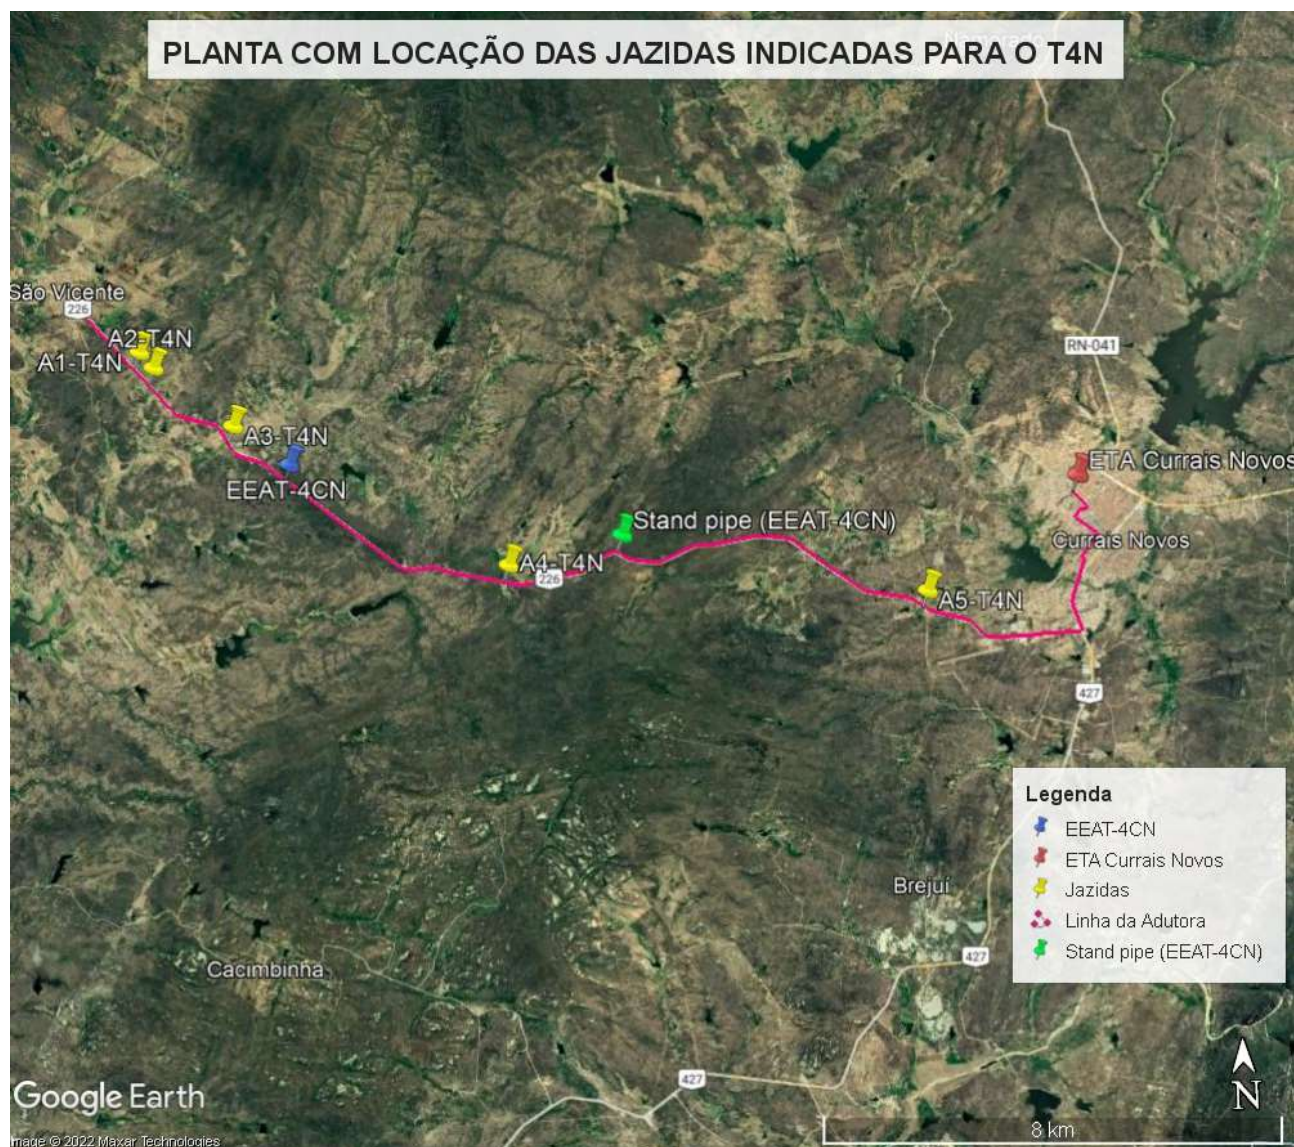 PLANTA COM LOCAÇÃO DAS JAZIDAS INDICADAS PARA O T4N
São Vicente
226
A2-T4N
A1-T4N
RN-041
A3-T4N
ETA Currais Novos
EEAT-4CN
Stand pipe (EEAT-4CN)
Currais Novos
A4-T4N
226
A5-T4N
427
Legenda
EEAT-4CN
ETA Currais Novos
Jazidas
Linha da Adutora
Stand pipe (EEAT-4CN)
Brejuí
427
Cacimbinha
427
Google Earth
N
8 km
Image © 2022 Maxar Technologies